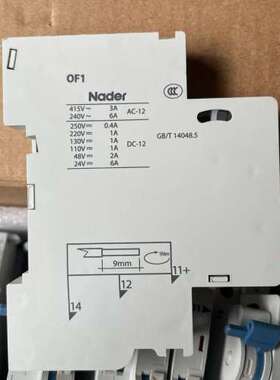 OF1
Nader
415V~ 3A
240V~ 6A
AC-12
250V⎓ 0.4A
220V⎓ 1A
130V⎓ 1A
110V⎓ 1A
48V⎓ 2A
24V⎓ 6A
DC-12
GB/T 14048.5
CCC
9mm
11+
12
14